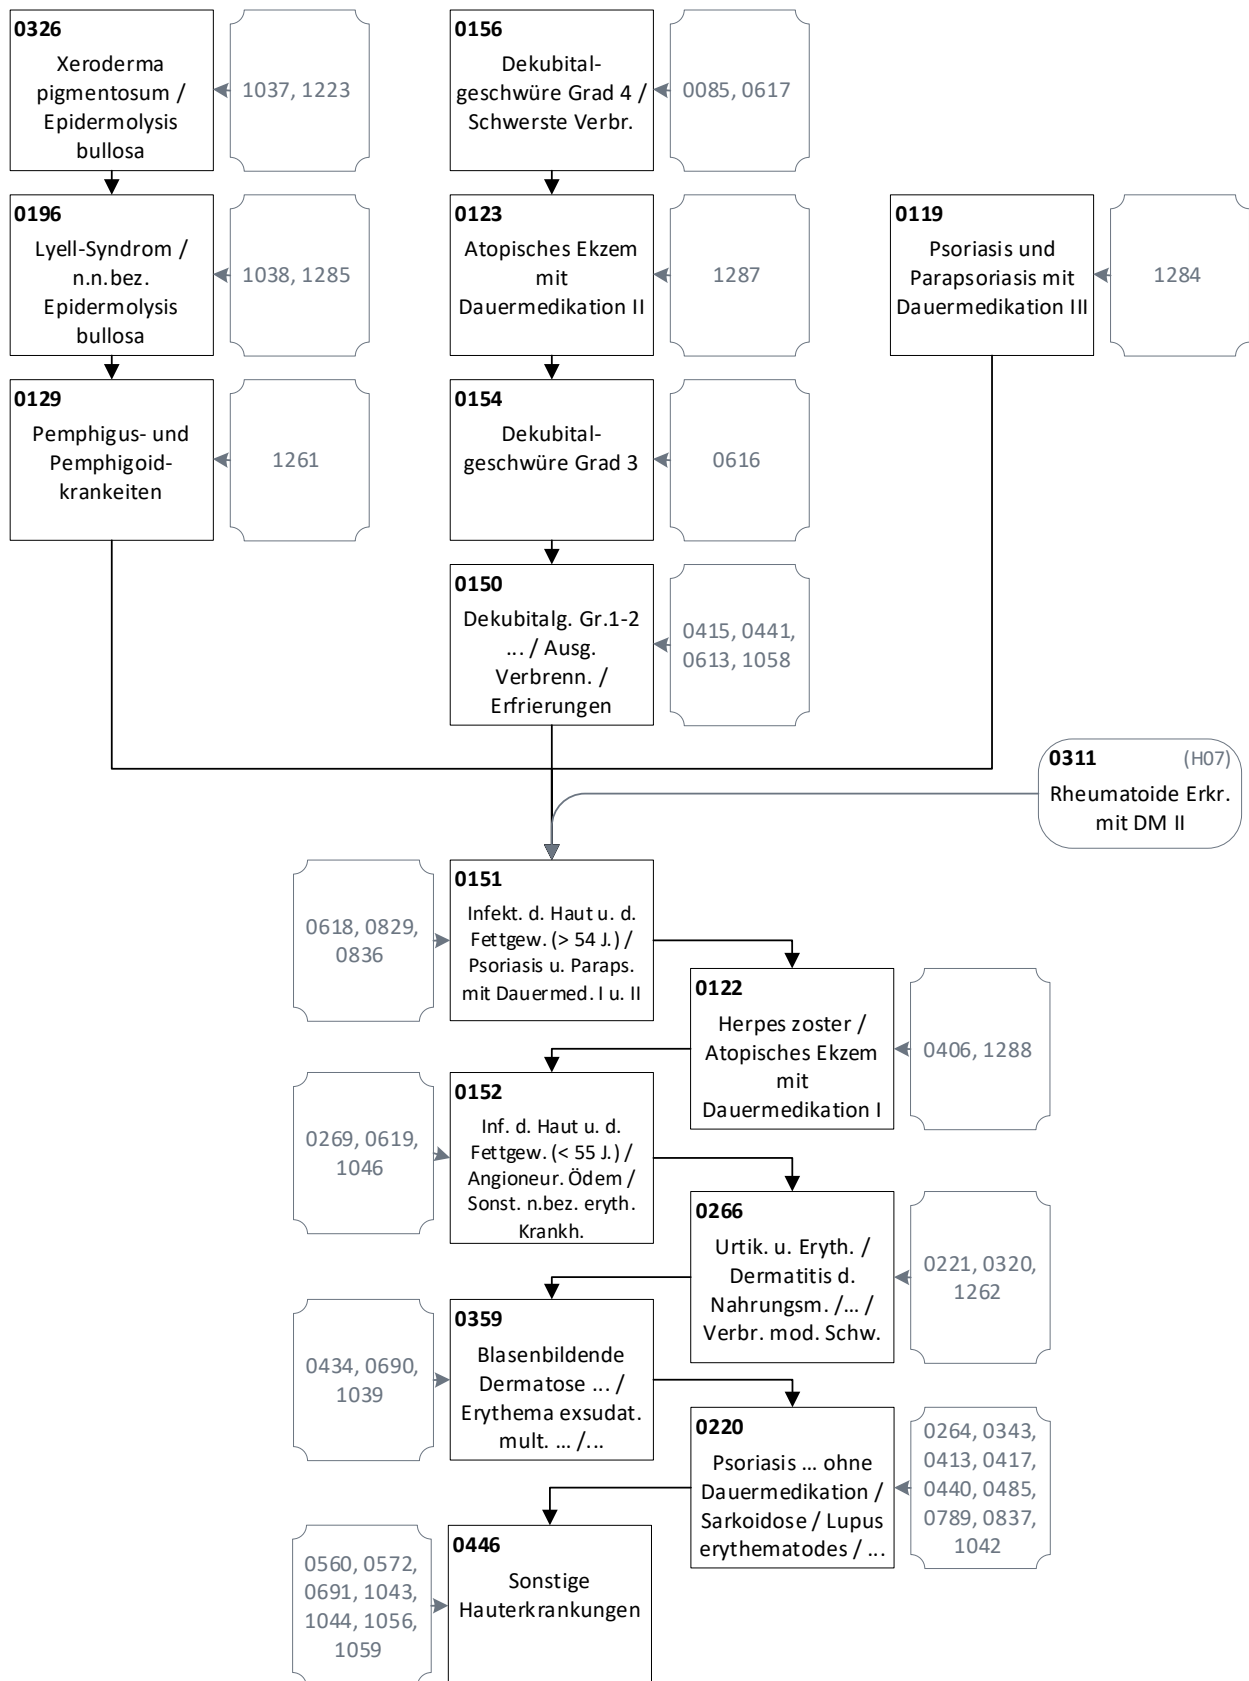 0326
Xeroderma
pigmentosum /
Epidermolysis
bullosa
1037, 1223
0156
Dekubital-
geschwüre Grad 4 /
Schwerste Verbr.
0085, 0617
0196
Lyell-Syndrom /
n.n.bez.
Epidermolysis
bullosa
1038, 1285
0123
Atopisches Ekzem
mit
Dauermedikation II
1287
0119
Psoriasis und
Parapsoriasis mit
Dauermedikation III
1284
0129
Pemphigus- und
Pemphigoid-
krankeiten
1261
0154
Dekubital-
geschwüre Grad 3
0616
0150
Dekubitalg. Gr.1-2
... / Ausg.
Verbrenn. /
Erfrierungen
0415, 0441,
0613, 1058
0311 (H07)
Rheumatoide Erkr.
mit DM II
0618, 0829,
0836
0151
Infekt. d. Haut u. d.
Fettgew. (> 54 J.) /
Psoriasis u. Paraps.
mit Dauermed. I u. II
0122
Herpes zoster /
Atopisches Ekzem
mit
Dauermedikation I
0406, 1288
0269, 0619,
1046
0152
Inf. d. Haut u. d.
Fettgew. (< 55 J.) /
Angioneur. Ödem /
Sonst. n.bez. eryth.
Krankh.
0266
Urtik. u. Eryth. /
Dermatitis d.
Nahrungsm. /... /
Verbr. mod. Schw.
0221, 0320,
1262
0434, 0690,
1039
0359
Blasenbildende
Dermatose ... /
Erythema exsudat.
mult. ... /...
0220
Psoriasis ... ohne
Dauermedikation /
Sarkoidose / Lupus
erythematodes / ...
0264, 0343,
0413, 0417,
0440, 0485,
0789, 0837,
1042
0560, 0572,
0691, 1043,
1044, 1056,
1059
0446
Sonstige
Hauterkrankungen